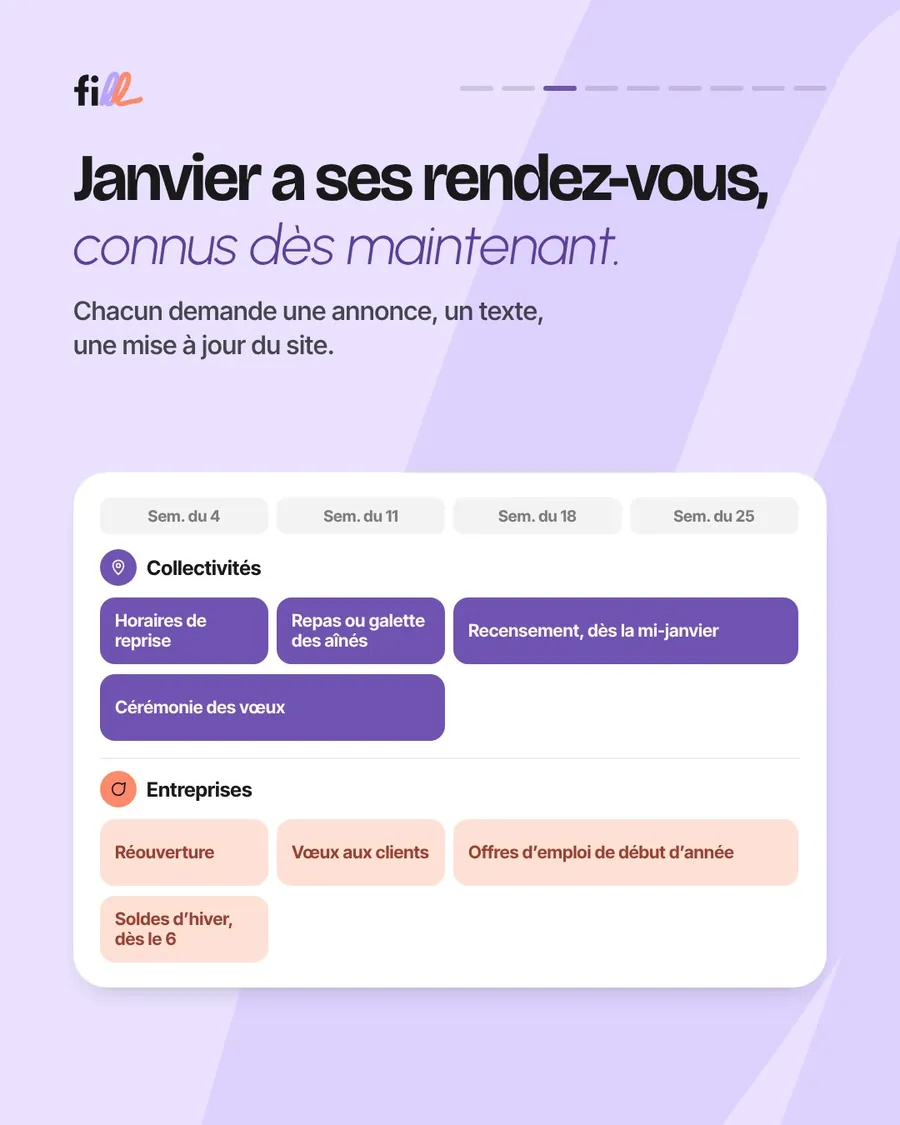 fill
Janvier a ses rendez-vous,
connus dès maintenant.
Chacun demande une annonce, un texte,
une mise à jour du site.
Sem. du 4
Sem. du 11
Sem. du 18
Sem. du 25
Collectivités
Horaires de
reprise
Repas ou galette
des aînés
Recensement, dès la mi-janvier
Cérémonie des vœux
Entreprises
Réouverture
Vœux aux clients
Offres d’emploi de début d’année
Soldes d’hiver,
dès le 6